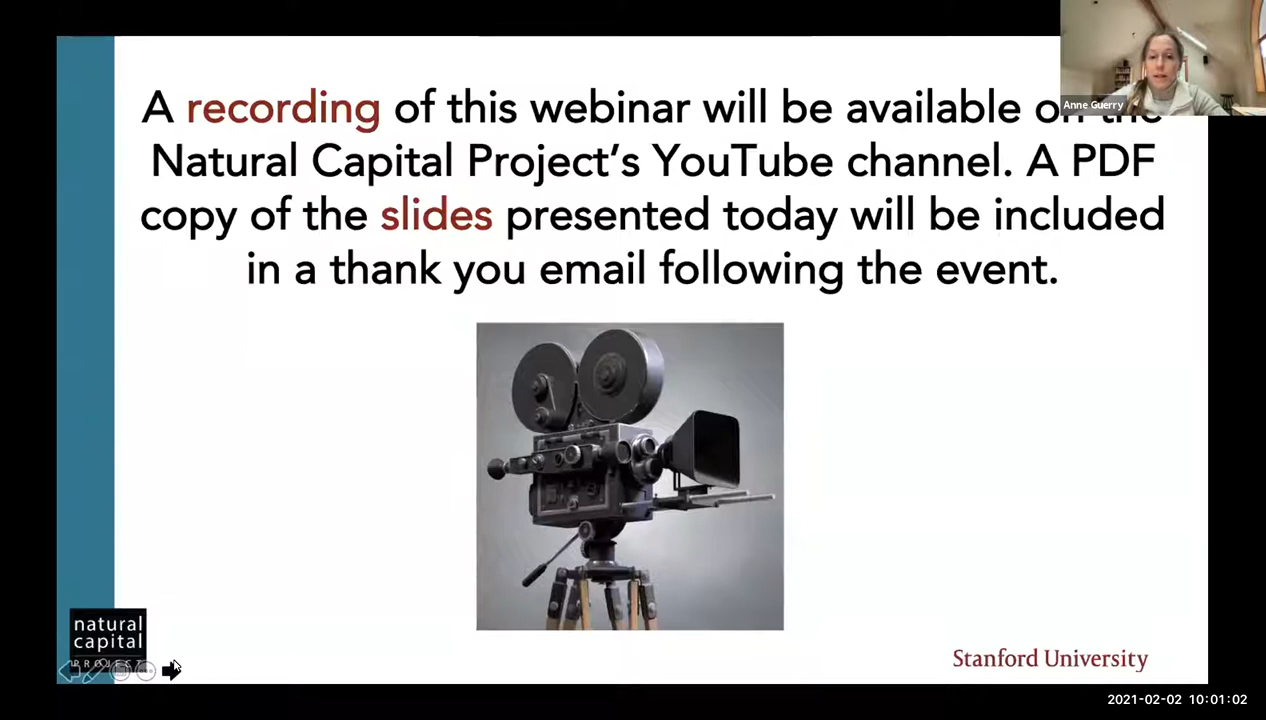 A recording of this webinar will be available on the
Anne Guerry
Natural Capital Project's YouTube channel. A PDF
copy of the slides presented today will be included
in a thank you email following the event.
natural
capital
PROJECT
Stanford University
2021-02-02 10:01:02